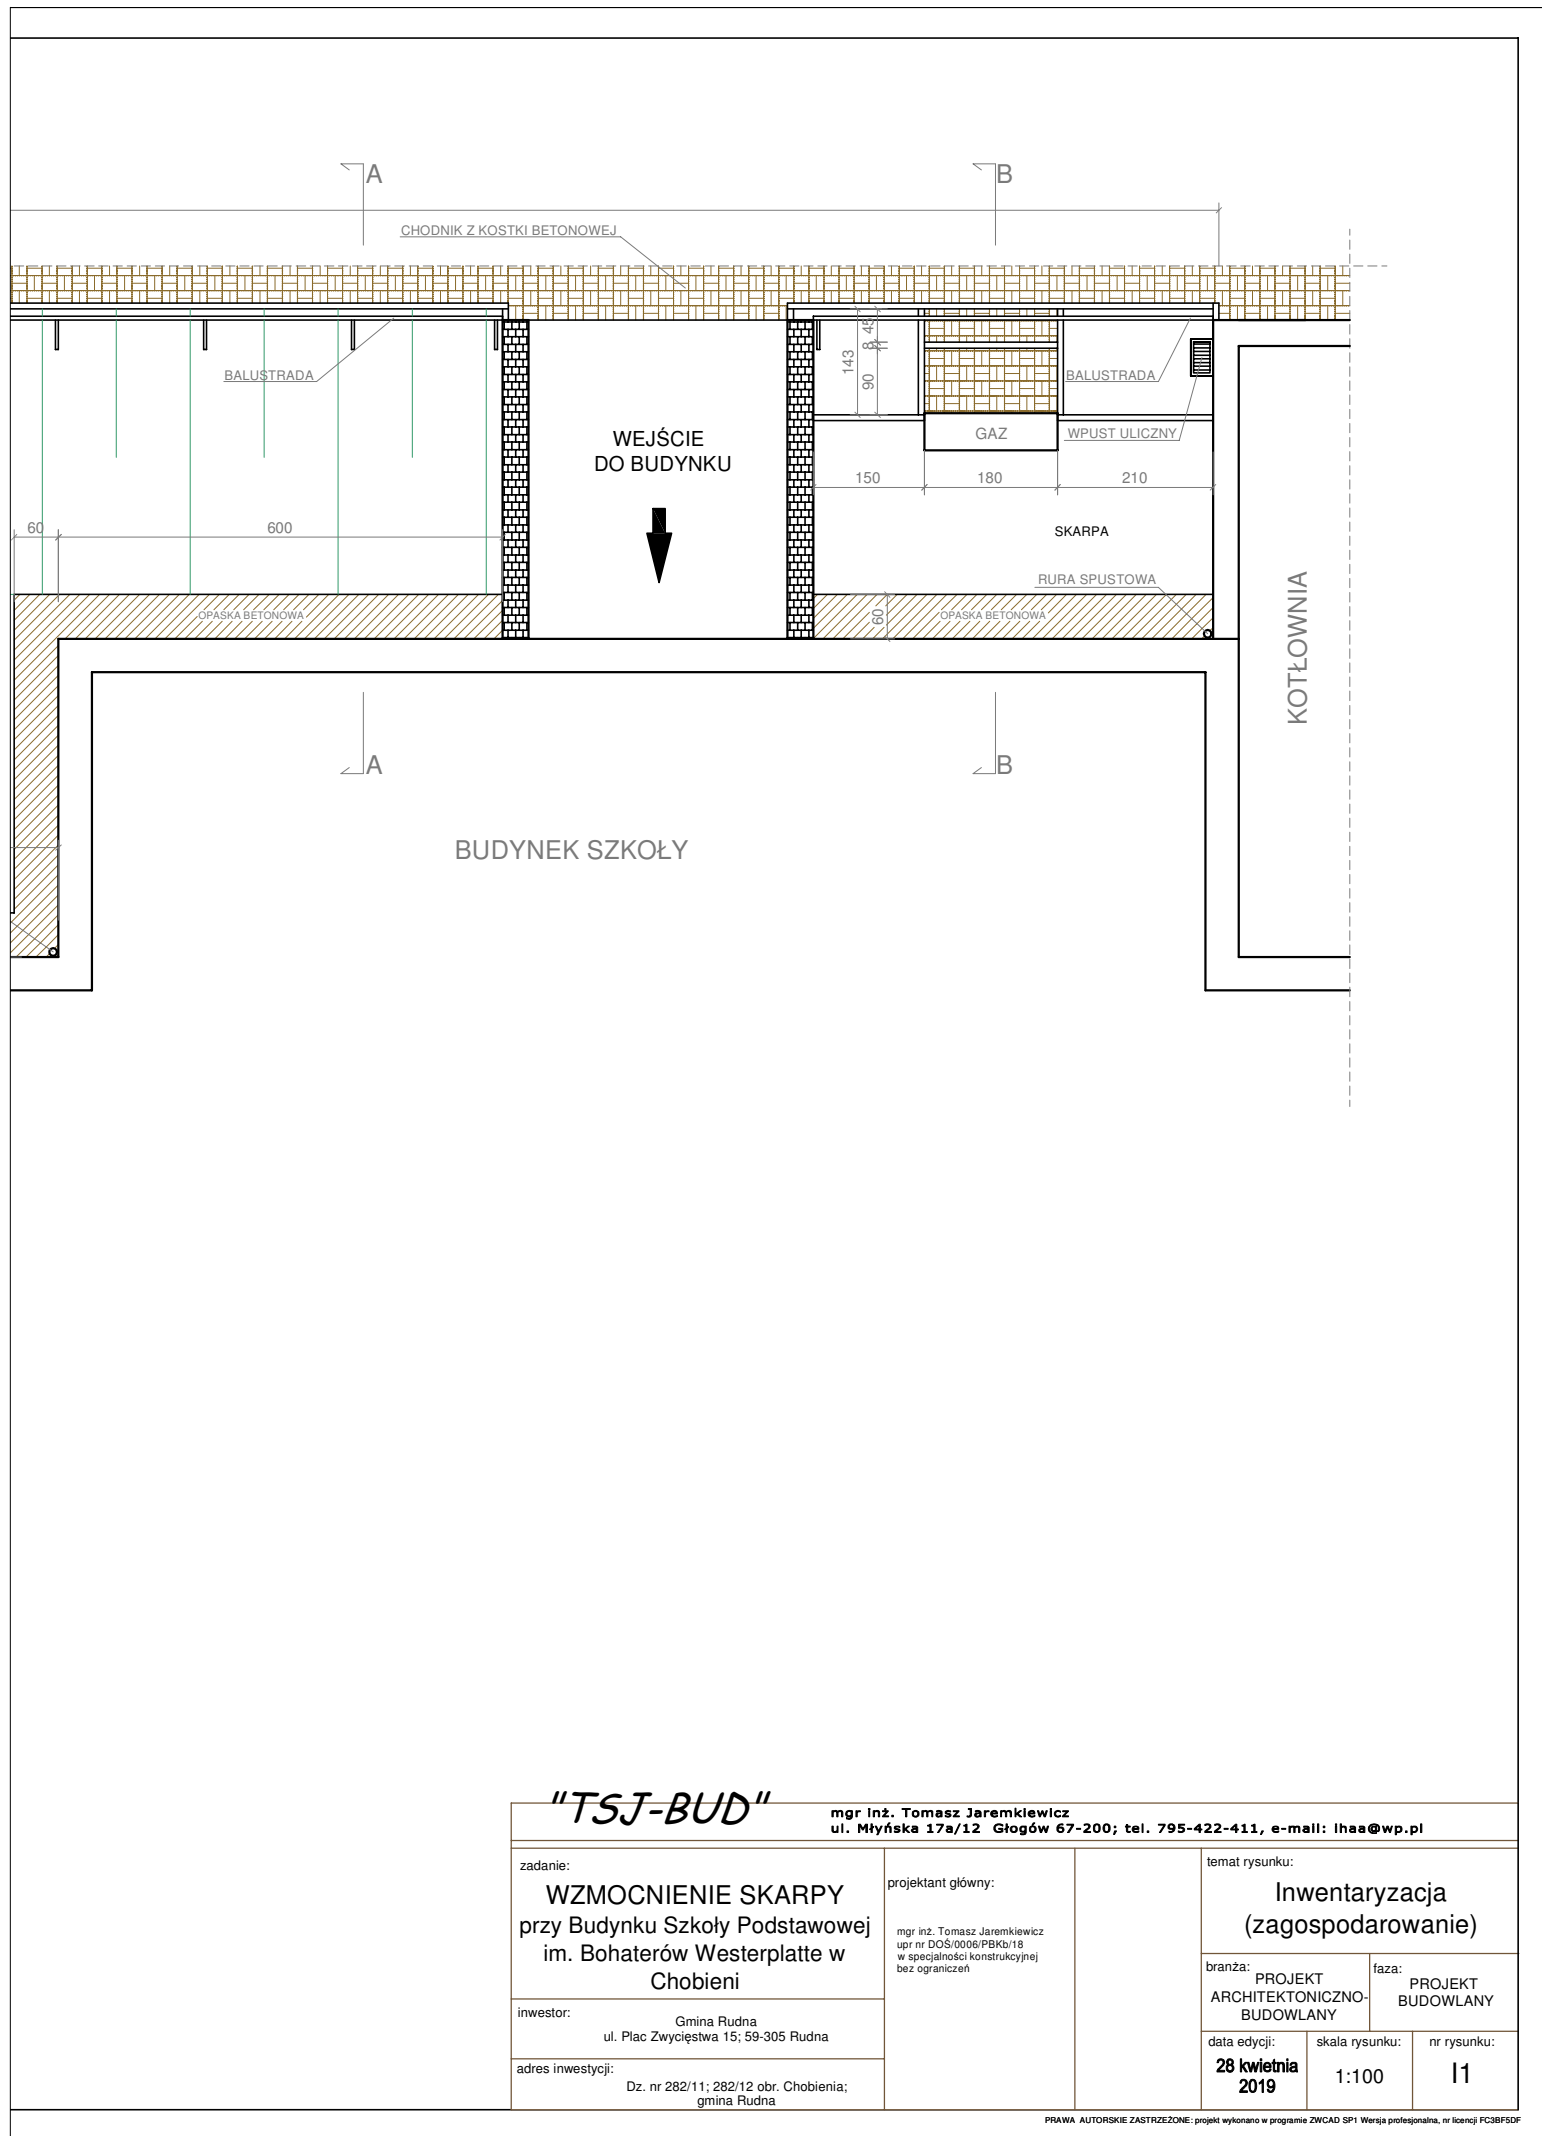 A
B
CHODNIK Z KOSTKI BETONOWEJ
45
8
11
143
90
BALUSTRADA
BALUSTRADA
WEJŚCIE
DO BUDYNKU
GAZ
WPUST ULICZNY
150
180
210
60
600
SKARPA
RURA SPUSTOWA
OPASKA BETONOWA
OPASKA BETONOWA
60
KOTŁOWNIA
A
B
BUDYNEK SZKOŁY
"TSJ-BUD"
mgr inż. Tomasz Jaremkiewicz
ul. Młyńska 17a/12 Głogów 67-200; tel. 795-422-411, e-mail: ihaa@wp.pl
zadanie:
WZMOCNIENIE SKARPY
przy Budynku Szkoły Podstawowej
im. Bohaterów Westerplatte w
Chobieni
inwestor:
Gmina Rudna
ul. Plac Zwycięstwa 15; 59-305 Rudna
adres inwestycji:
Dz. nr 282/11; 282/12 obr. Chobienia;
gmina Rudna
projektant główny:
mgr inż. Tomasz Jaremkiewicz
upr nr DOŚ/0006/PBKb/18
w specjalności konstrukcyjnej
bez ograniczeń
temat rysunku:
Inwentaryzacja
(zagospodarowanie)
branża:
PROJEKT
ARCHITEKTONICZNO-
BUDOWLANY
faza:
PROJEKT
BUDOWLANY
data edycji:
28 kwietnia
2019
skala rysunku:
1:100
nr rysunku:
I1
PRAWA AUTORSKIE ZASTRZEŻONE: projekt wykonano w programie ZWCAD SP1 Wersja profesjonalna, nr licencji FC3BF5DF